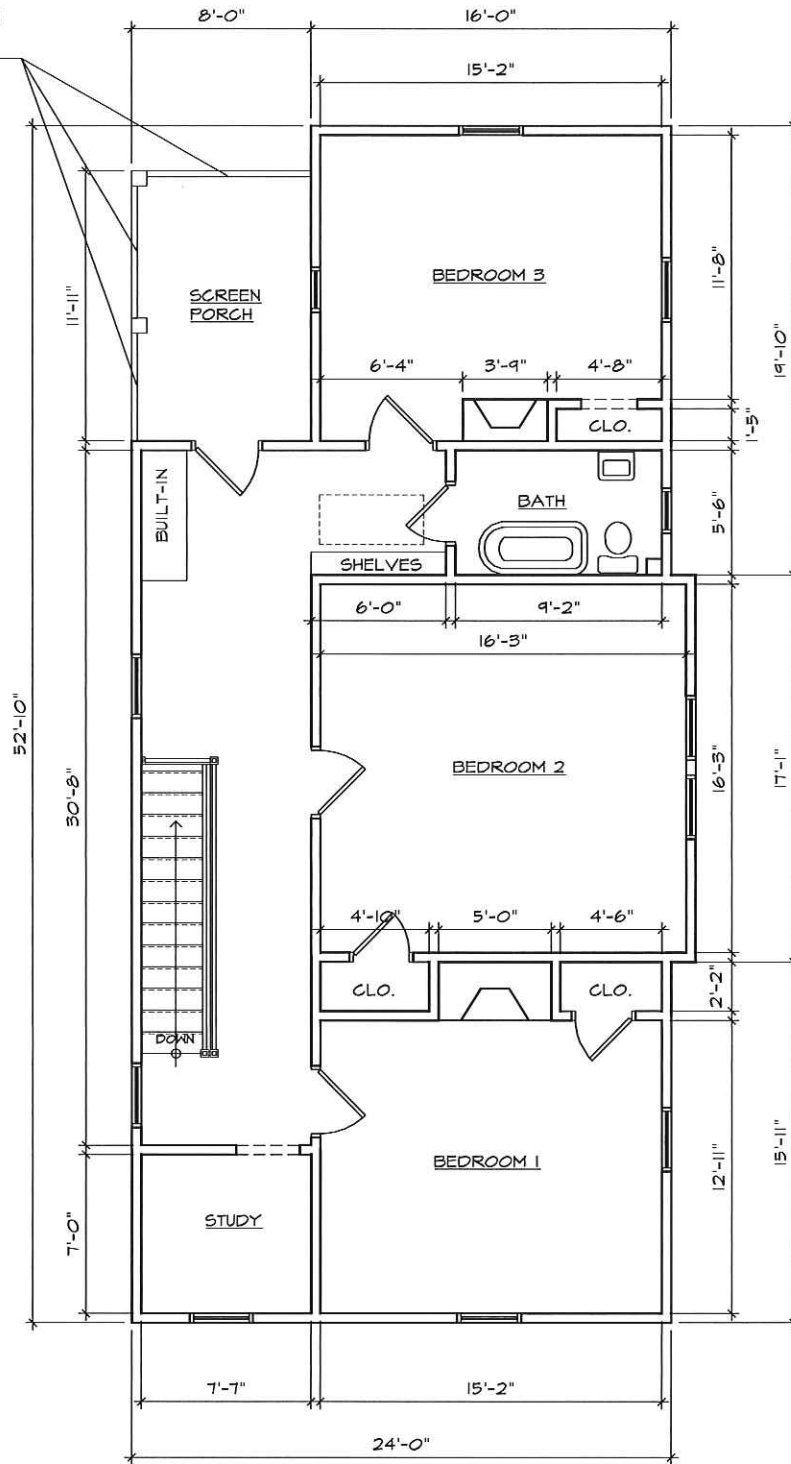 8'-0"
16'-0"
15'-2"
SCREEN
PORCH
BEDROOM 3
11'-11"
11'-8"
19'-10"
6'-4"
3'-9"
4'-8"
CLO.
1'-5"
BUILT-IN
BATH
5'-6"
SHELVES
6'-0"
9'-2"
16'-3"
52'-10"
30'-8"
BEDROOM 2
16'-3"
17'-1"
4'-10"
5'-0"
4'-6"
CLO.
CLO.
2'-2"
DOWN
BEDROOM 1
12'-11"
15'-11"
STUDY
7'-0"
7'-7"
15'-2"
24'-0"